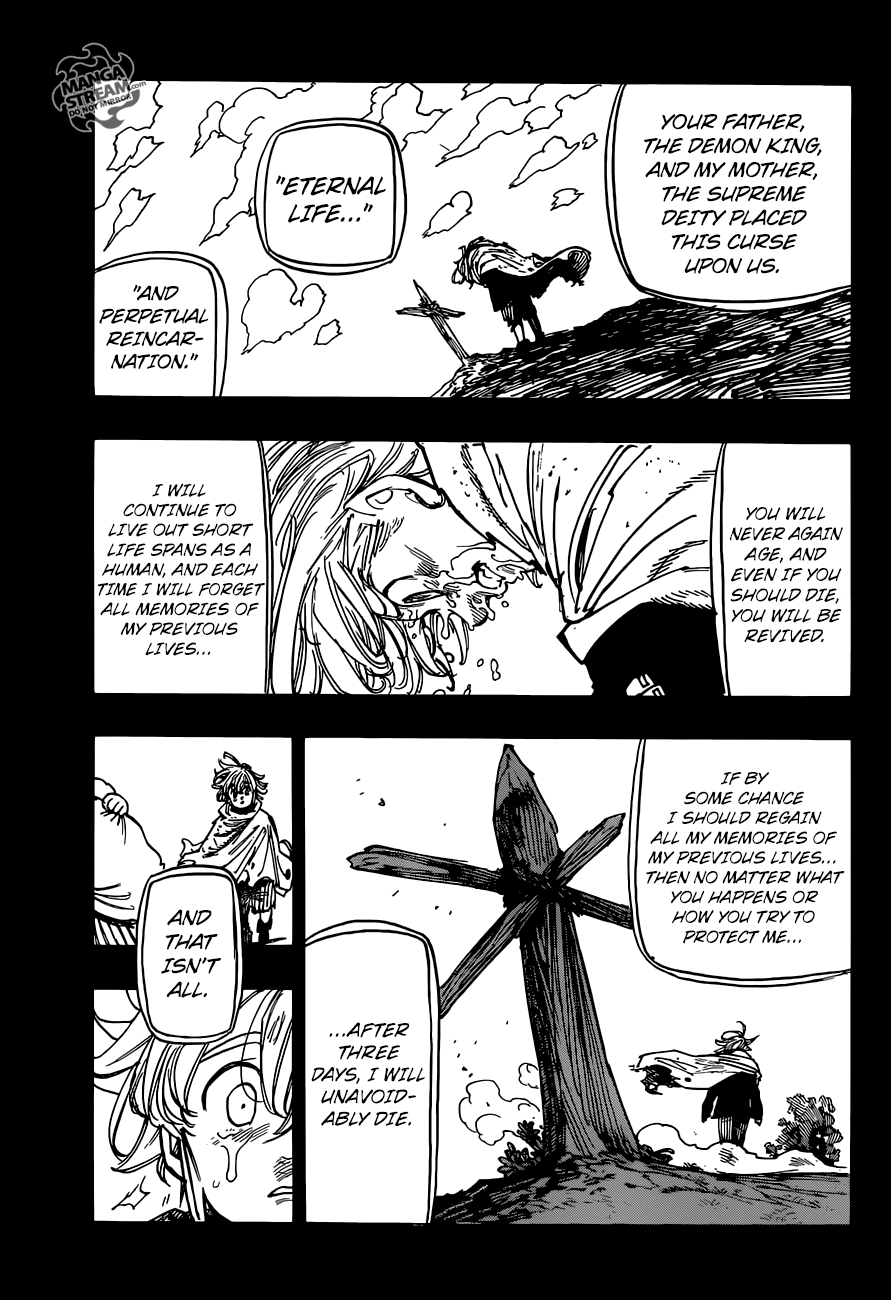 MANGA
STREAM.com
DO NOT MIRROR
YOUR FATHER,
THE DEMON KING,
AND MY MOTHER,
THE SUPREME
DEITY PLACED
THIS CURSE
UPON US.
"ETERNAL
LIFE..."
"AND
PERPETUAL
REINCAR-
NATION."
YOU WILL
NEVER AGAIN
AGE, AND
EVEN IF YOU
SHOULD DIE,
YOU WILL BE
REVIVED.
I WILL
CONTINUE TO
LIVE OUT SHORT
LIFE SPANS AS A
HUMAN, AND EACH
TIME I WILL FORGET
ALL MEMORIES OF
MY PREVIOUS
LIVES...
AND
THAT
ISN'T
ALL.
IF BY
SOME CHANCE
I SHOULD REGAIN
ALL MY MEMORIES OF
MY PREVIOUS LIVES...
THEN NO MATTER WHAT
YOU HAPPENS OR
HOW YOU TRY TO
PROTECT ME...
...AFTER
THREE
DAYS, I WILL
UNAVOID-
ABLY DIE.